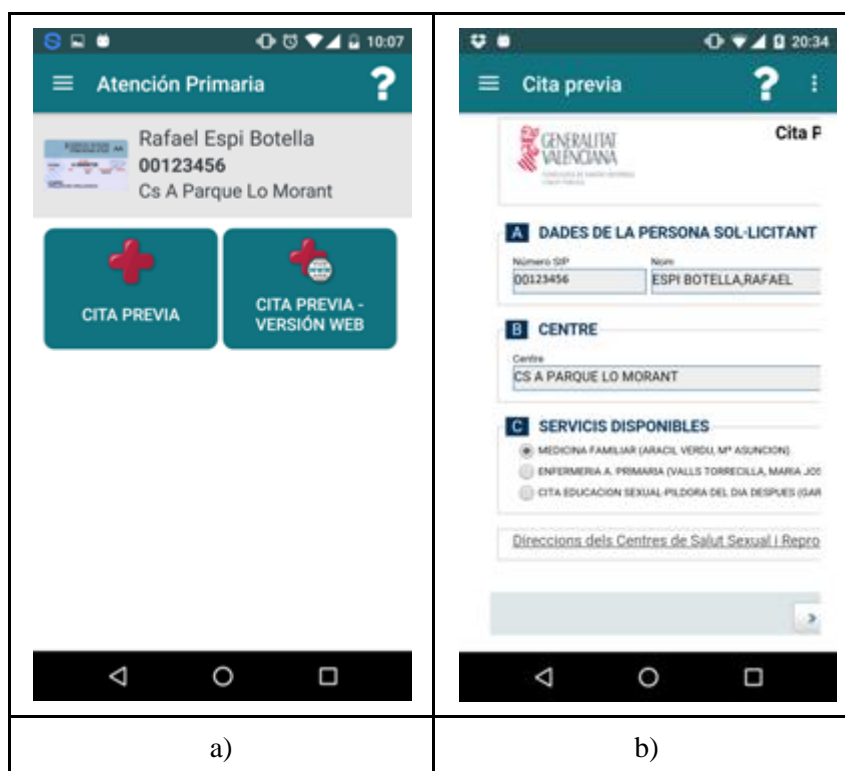 10:07
Atención Primaria
?
Rafael Espi Botella
00123456
Cs A Parque Lo Morant
CITA PREVIA
CITA PREVIA -
VERSIÓN WEB
a)
20:34
Cita previa
?
GENERALITAT
VALENCIANA
Cita P
A DADES DE LA PERSONA SOL·LICITANT
Número SIP Nom
00123456 ESPI BOTELLA,RAFAEL
B CENTRE
Centre
CS A PARQUE LO MORANT
C SERVICIS DISPONIBLES
MEDICINA FAMILIAR (ARACIL VERDU, Mª ASUNCION)
ENFERMERIA A. PRIMARIA (VALLS TORRECILLA, MARIA JOS
CITA EDUCACION SEXUAL-PILDORA DEL DIA DESPUES (GAR
Direccions dels Centres de Salut Sexual i Repro
b)